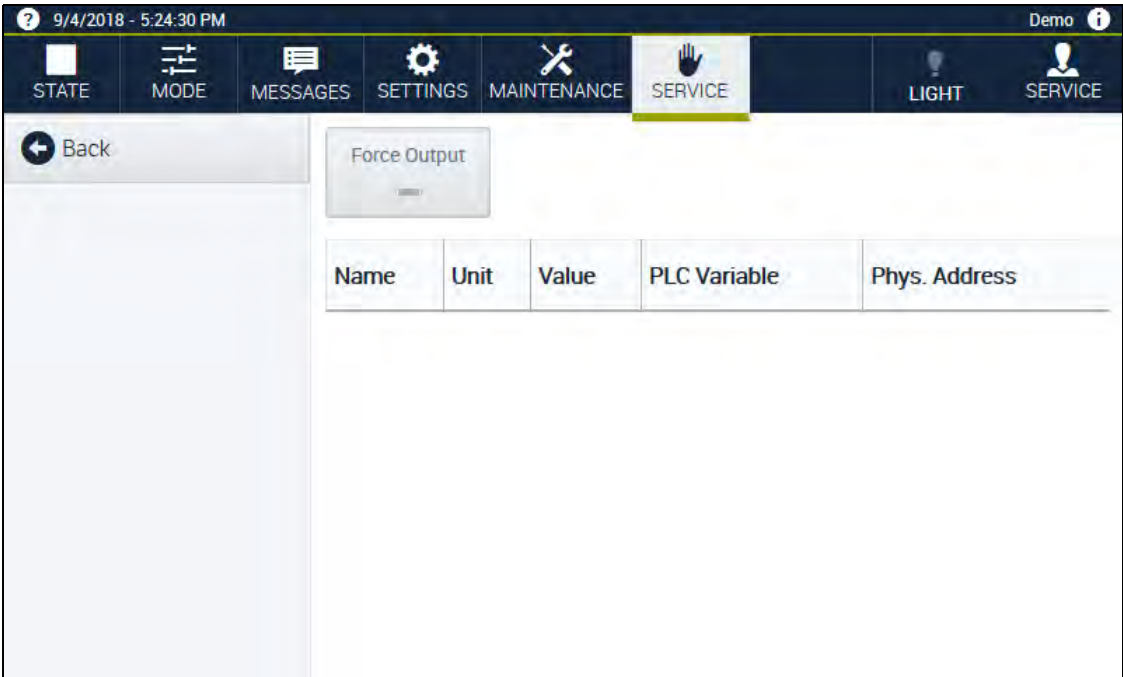 ? 9/4/2018 - 5:24:30 PM Demo i
STATE MODE MESSAGES SETTINGS MAINTENANCE SERVICE LIGHT SERVICE
Back
Force Output
Name Unit Value PLC Variable Phys. Address